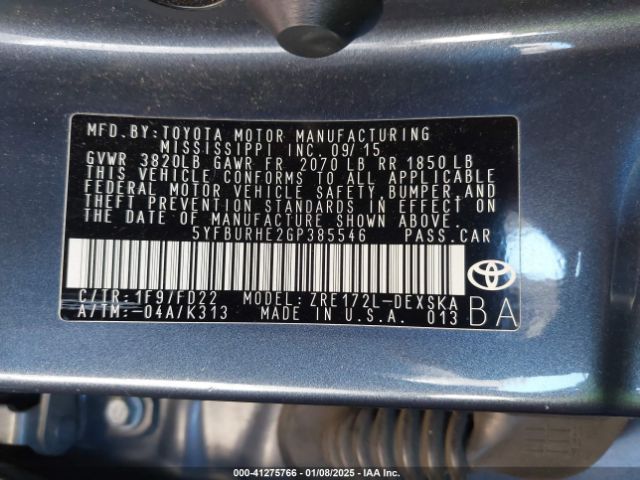 MFD.BY:TOYOTA MOTOR MANUFACTURING
MISSISSIPPI INC. 09/15
GVWR 3820LB GAWR FR 2070 LB RR 1850 LB
THIS VEHICLE CONFORMS TO ALL APPLICABLE
FEDERAL MOTOR VEHICLE SAFETY, BUMPER, AND
THEFT PREVENTION STANDARDS IN EFFECT ON
THE DATE OF MANUFACTURE SHOWN ABOVE.
5YFBURHE2GP385546 PASS.CAR
C/TR:1F9/FD22 MODEL: ZRE172L-DEXSKA
A/TM:-04A/K313 MADE IN U.S.A. 013
BA
000-41275766 | 01/08/2025 | IAA Inc.